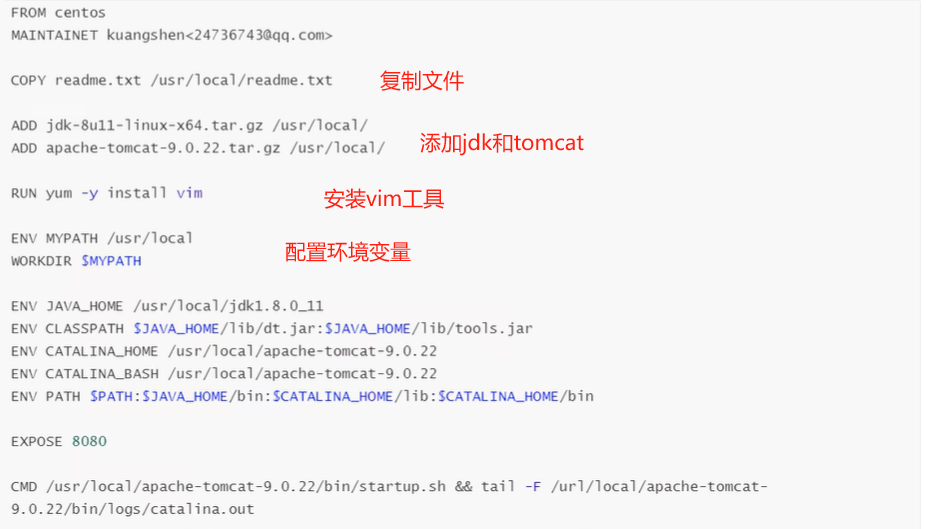 FROM centos
MAINTAINET kuangshen<24736743@qq.com>
COPY readme.txt /usr/local/readme.txt 复制文件
ADD jdk-8u11-linux-x64.tar.gz /usr/local/
ADD apache-tomcat-9.0.22.tar.gz /usr/local/ 添加jdk和tomcat
RUN yum -y install vim 安装vim工具
ENV MYPATH /usr/local 配置环境变量
WORKDIR $MYPATH
ENV JAVA_HOME /usr/local/jdk1.8.0_11
ENV CLASSPATH $JAVA_HOME/lib/dt.jar:$JAVA_HOME/lib/tools.jar
ENV CATALINA_HOME /usr/local/apache-tomcat-9.0.22
ENV CATALINA_BASH /usr/local/apache-tomcat-9.0.22
ENV PATH $PATH:$JAVA_HOME/bin:$CATALINA_HOME/lib:$CATALINA_HOME/bin
EXPOSE 8080
CMD /usr/local/apache-tomcat-9.0.22/bin/startup.sh && tail -F /url/local/apache-tomcat-
9.0.22/bin/logs/catalina.out